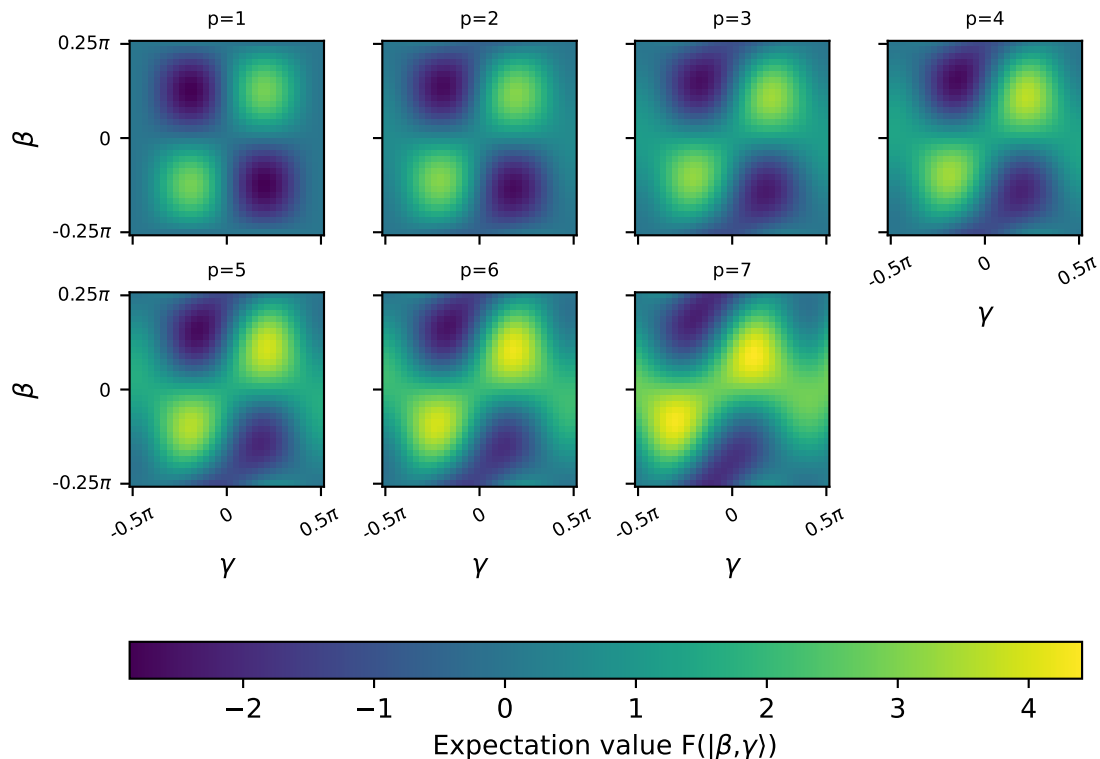 p=1 p=2 p=3 p=4
0.25π
β
0
-0.25π
-0.5π 0 0.5π
γ
p=5 p=6 p=7
0.25π
β
0
-0.25π
-0.5π 0 0.5π -0.5π 0 0.5π -0.5π 0 0.5π
γ γ γ
−2 −1 0 1 2 3 4
Expectation value F(|β,γ⟩)